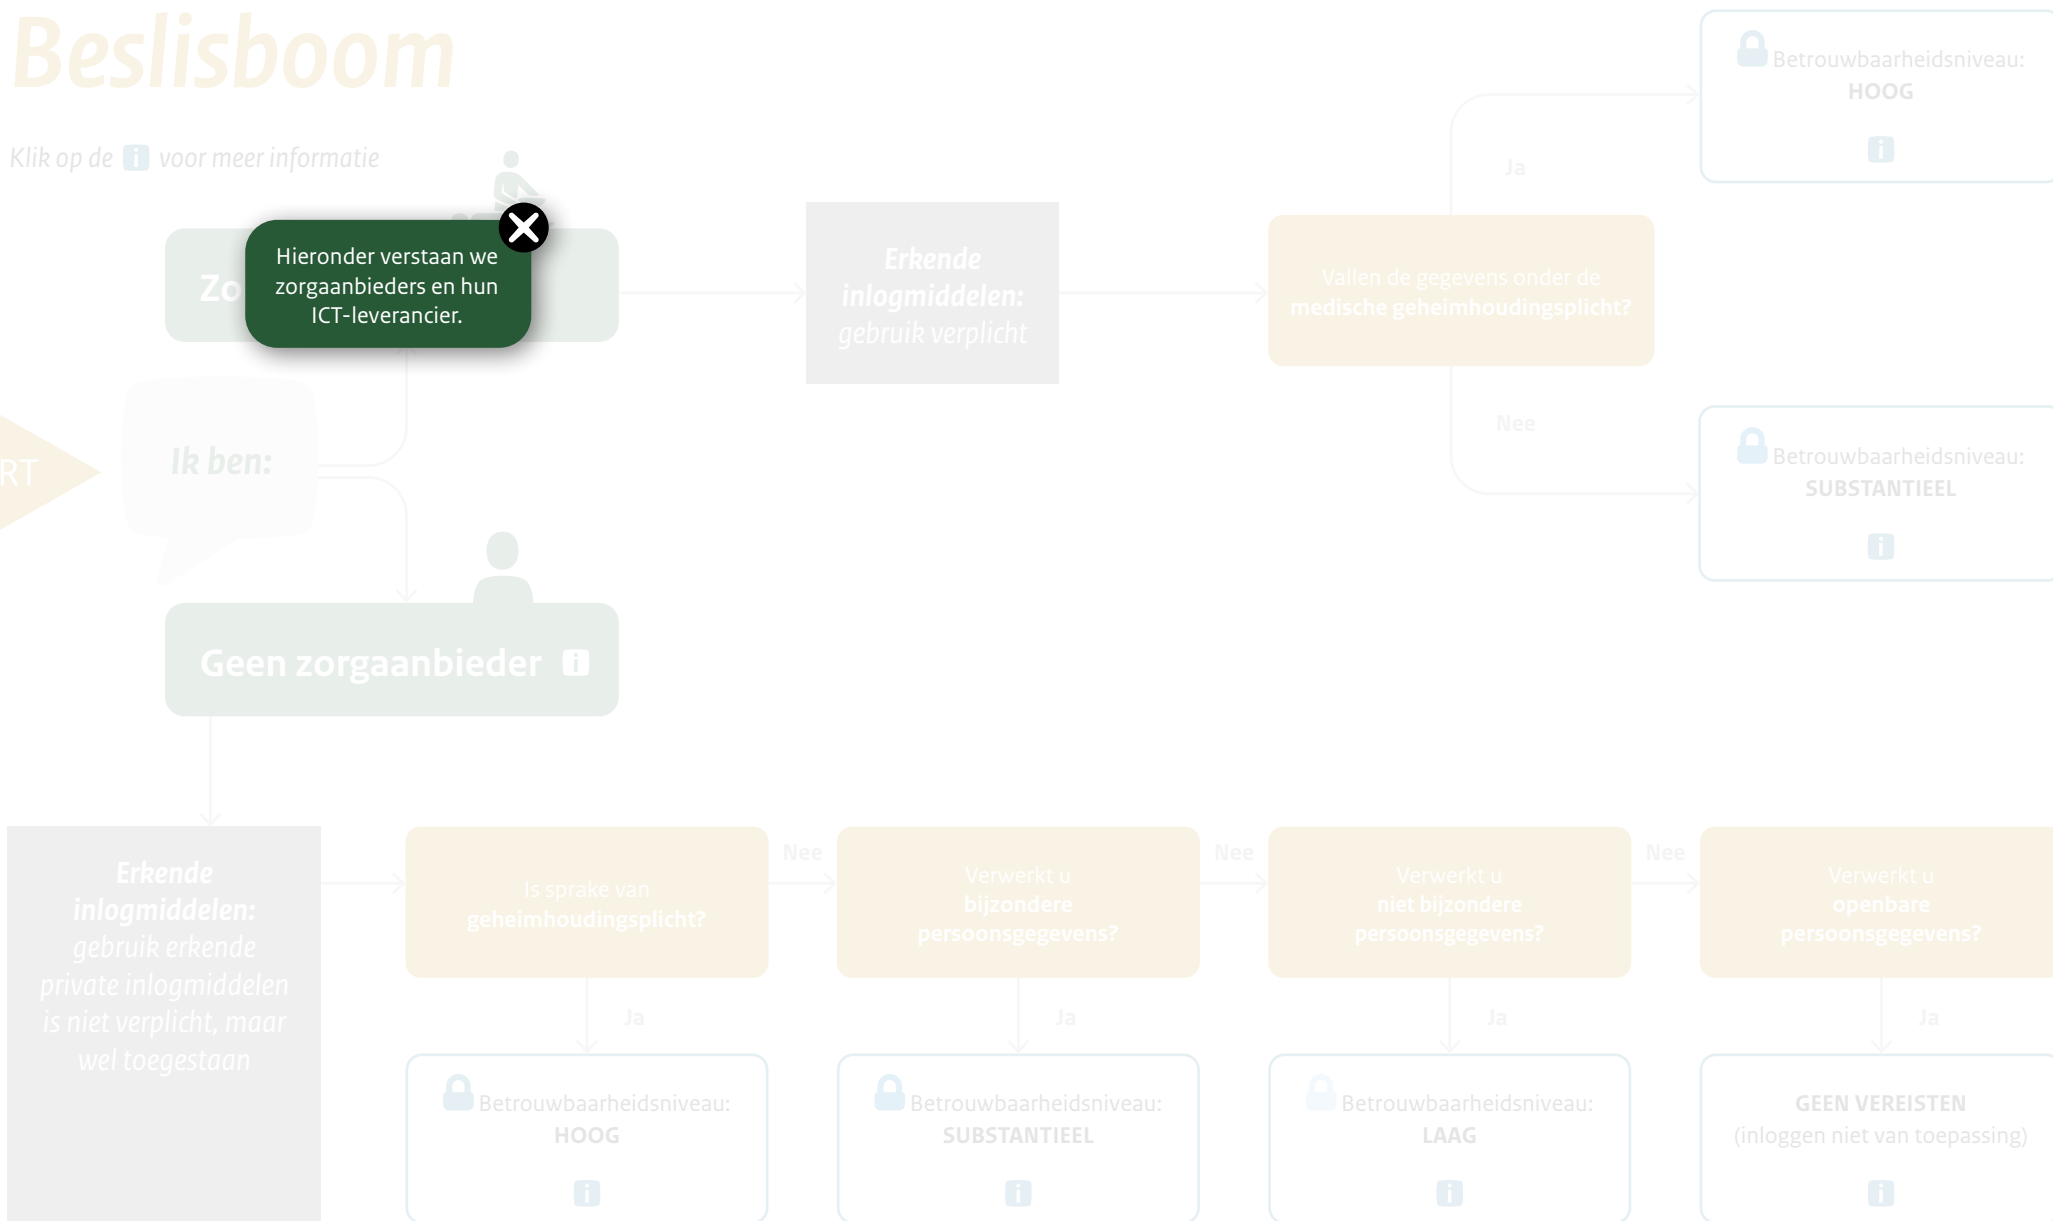 Beslisboom
Klik op de i voor meer informatie
Betrouwbaarheidsniveau:
HOOG
i
Ja
Zo
Hieronder verstaan we
zorgaanbieders en hun
ICT-leverancier.
Erkende
inlogmiddelen:
gebruik verplicht
Vallen de gegevens onder de
medische geheimhoudingsplicht?
Nee
Betrouwbaarheidsniveau:
SUBSTANTIEEL
i
RT
Ik ben:
Geen zorgaanbieder i
Erkende
inlogmiddelen:
gebruik erkende
private inlogmiddelen
is niet verplicht, maar
wel toegestaan
Is sprake van
geheimhoudingsplicht?
Nee
Verwerkt u
bijzondere
persoonsgegevens?
Nee
Verwerkt u
niet bijzondere
persoonsgegevens?
Nee
Verwerkt u
openbare
persoonsgegevens?
Ja
Ja
Ja
Ja
Betrouwbaarheidsniveau:
HOOG
i
Betrouwbaarheidsniveau:
SUBSTANTIEEL
i
Betrouwbaarheidsniveau:
LAAG
i
GEEN VEREISTEN
(inloggen niet van toepassing)
i